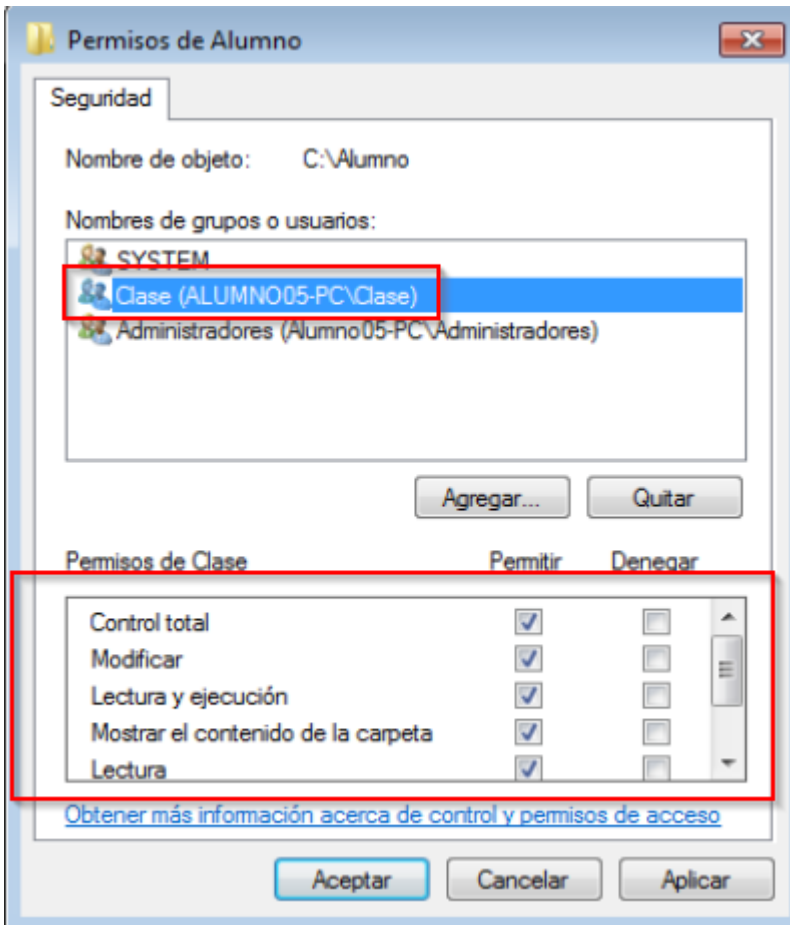 Permisos de Alumno
Seguridad
Nombre de objeto: C:\Alumno
Nombres de grupos o usuarios:
SYSTEM
Clase (ALUMNO05-PC\Clase)
Administradores (Alumno05-PC\Administradores)
Agregar... Quitar
Permisos de Clase Permitir Denegar
Control total
Modificar
Lectura y ejecución
Mostrar el contenido de la carpeta
Lectura
Obtener más información acerca de control y permisos de acceso
Aceptar Cancelar Aplicar